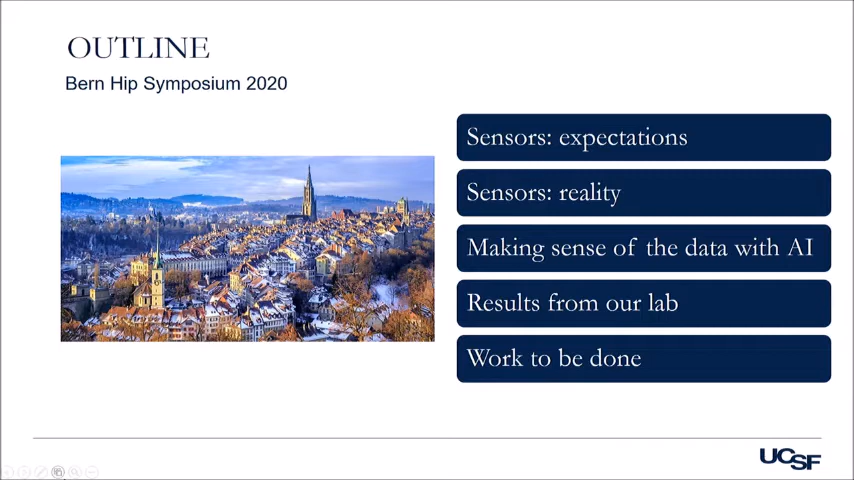 OUTLINE
Bern Hip Symposium 2020
Sensors: expectations
Sensors: reality
Making sense of the data with AI
Results from our lab
Work to be done
UCSF